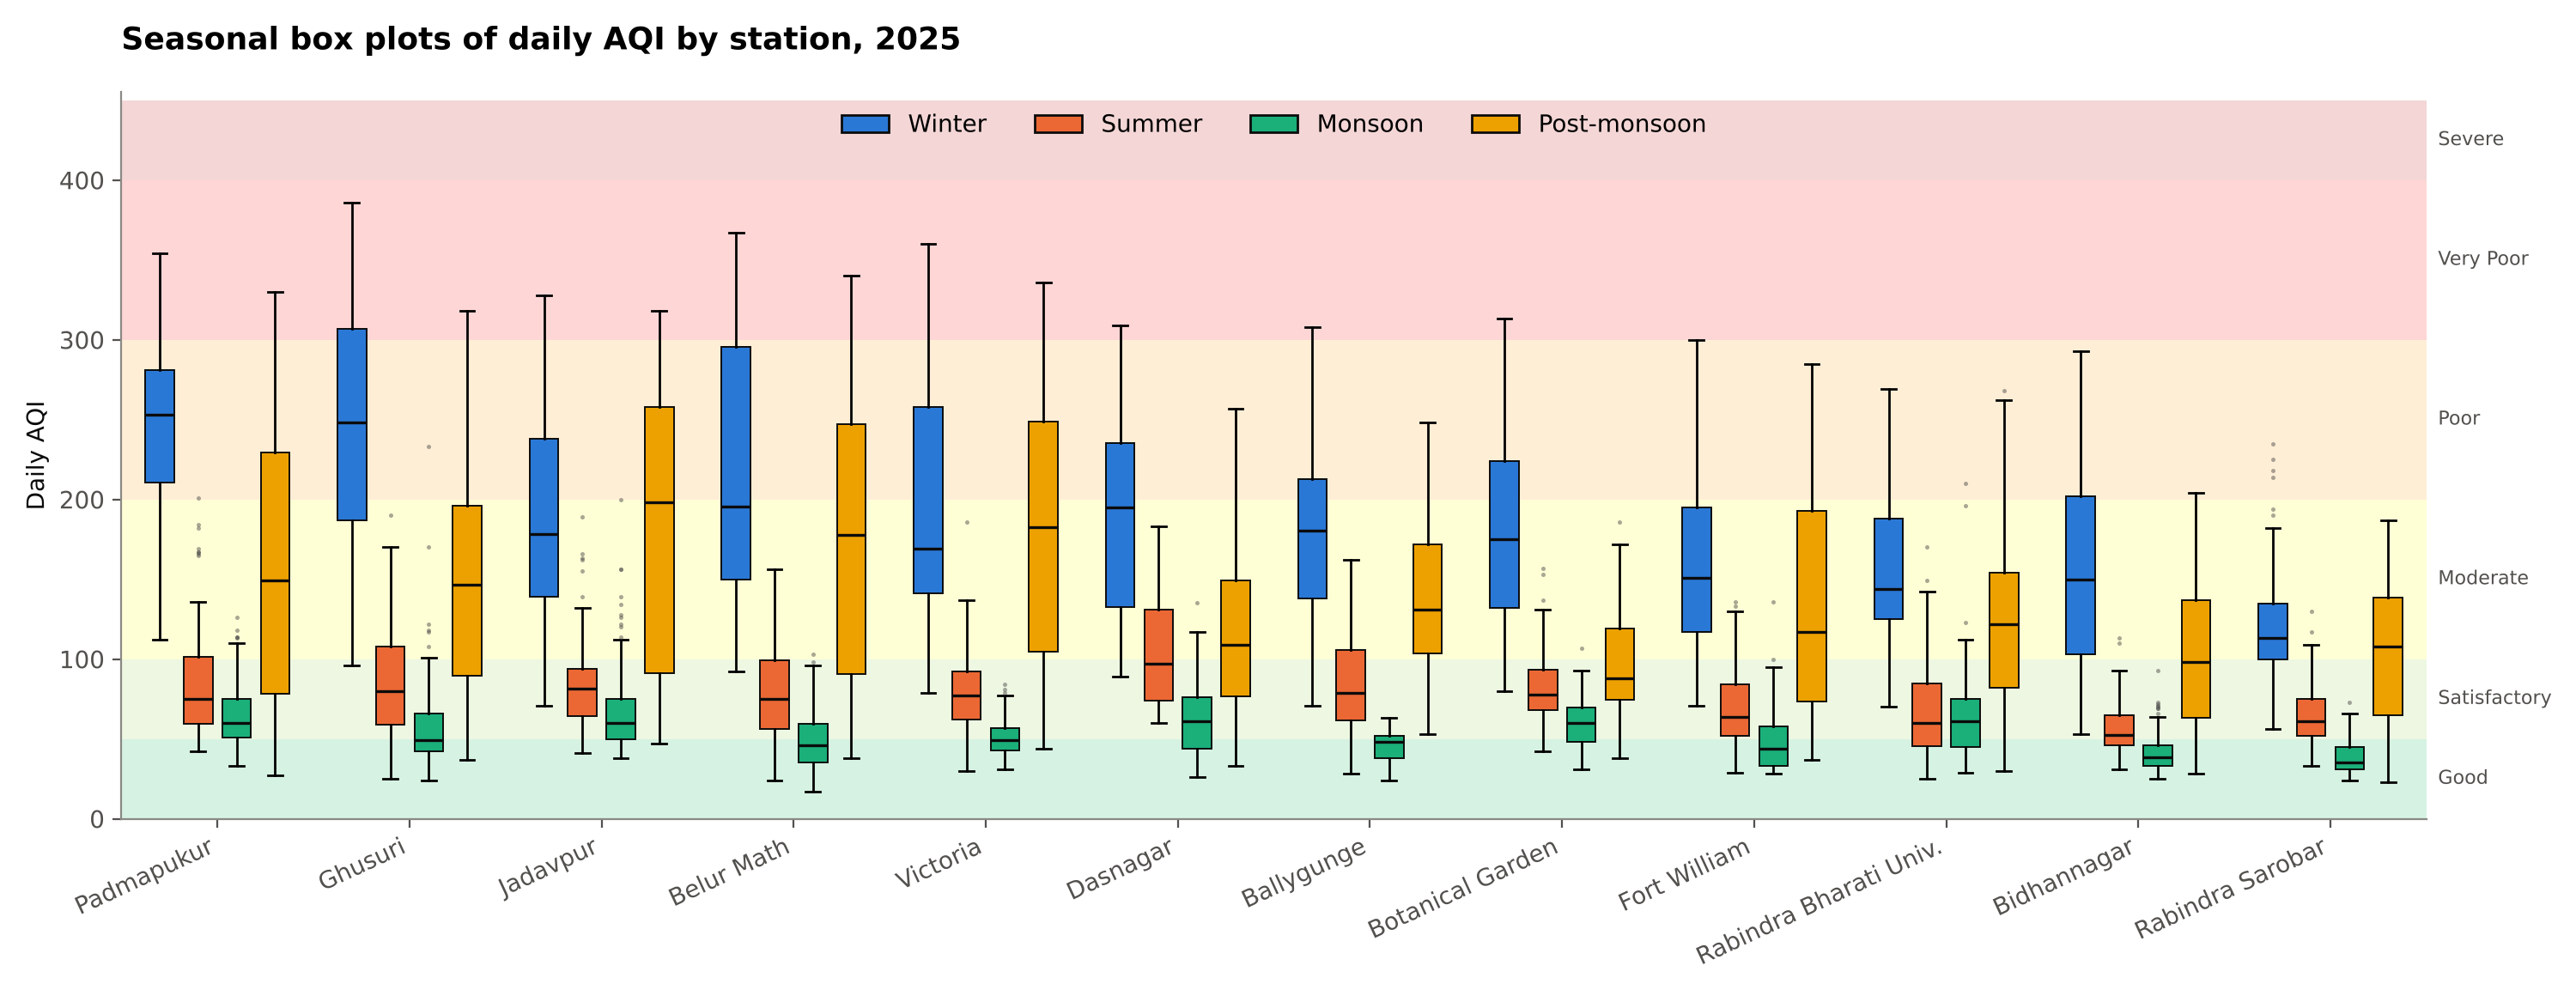 Seasonal box plots of daily AQI by station, 2025
Winter Summer Monsoon Post-monsoon
Daily AQI
400
300
200
100
0
Severe
Very Poor
Poor
Moderate
Satisfactory
Good
Padmapukur
Ghusuri
Jadavpur
Belur Math
Victoria
Dasnagar
Ballygunge
Botanical Garden
Fort William
Rabindra Bharati Univ.
Bidhannagar
Rabindra Sarobar